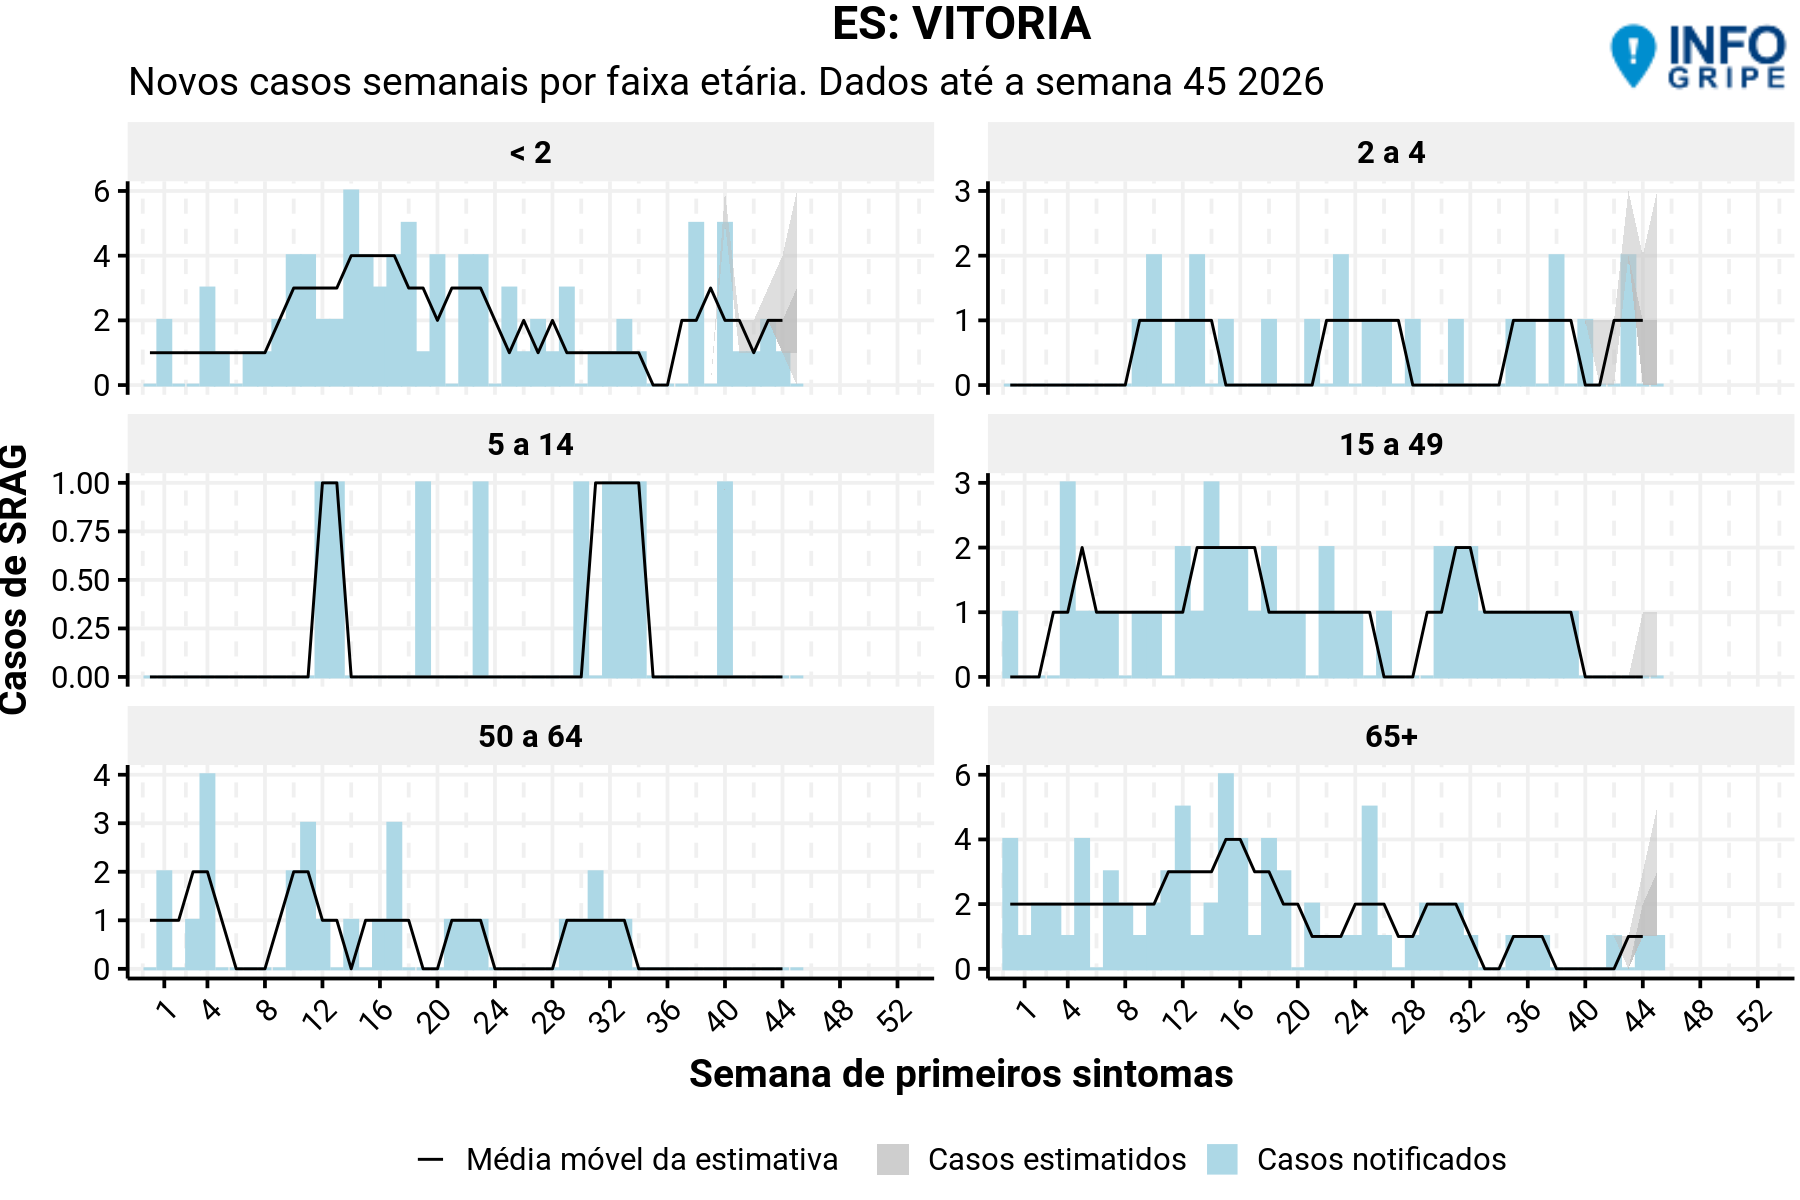 ES: VITORIA
Novos casos semanais por faixa etária. Dados até a semana 45 2026
INFO
GRIPE
< 2
2 a 4
6
4
2
0
3
2
1
0
5 a 14
15 a 49
1.00
0.75
0.50
0.25
0.00
3
2
1
0
Casos de SRAG
50 a 64
65+
4
3
2
1
0
6
4
2
0
1 4 8 12 16 20 24 28 32 36 40 44 48 52
1 4 8 12 16 20 24 28 32 36 40 44 48 52
Semana de primeiros sintomas
Média móvel da estimativa
Casos estimatidos
Casos notificados